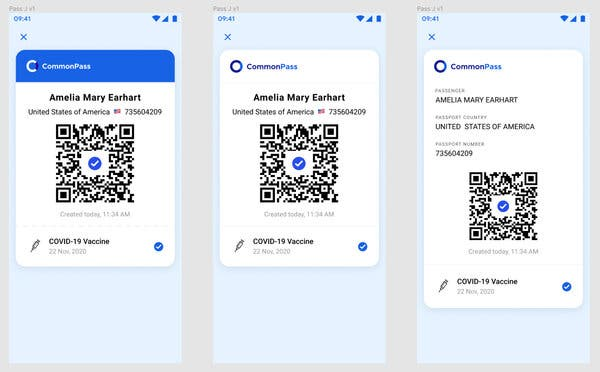 Pass :J v1
09:41
CommonPass
Amelia Mary Earhart
United States of America 735604209
Created today, 11:34 AM
COVID-19 Vaccine
22 Nov, 2020
Pass :J v1
09:41
CommonPass
Amelia Mary Earhart
United States of America 735604209
Created today, 11:34 AM
COVID-19 Vaccine
22 Nov, 2020
Pass :J v1
09:41
CommonPass
PASSENGER
AMELIA MARY EARHART
PASSPORT COUNTRY
UNITED STATES OF AMERICA
PASSPORT NUMBER
735604209
Created today, 11:34 AM
COVID-19 Vaccine
22 Nov, 2020